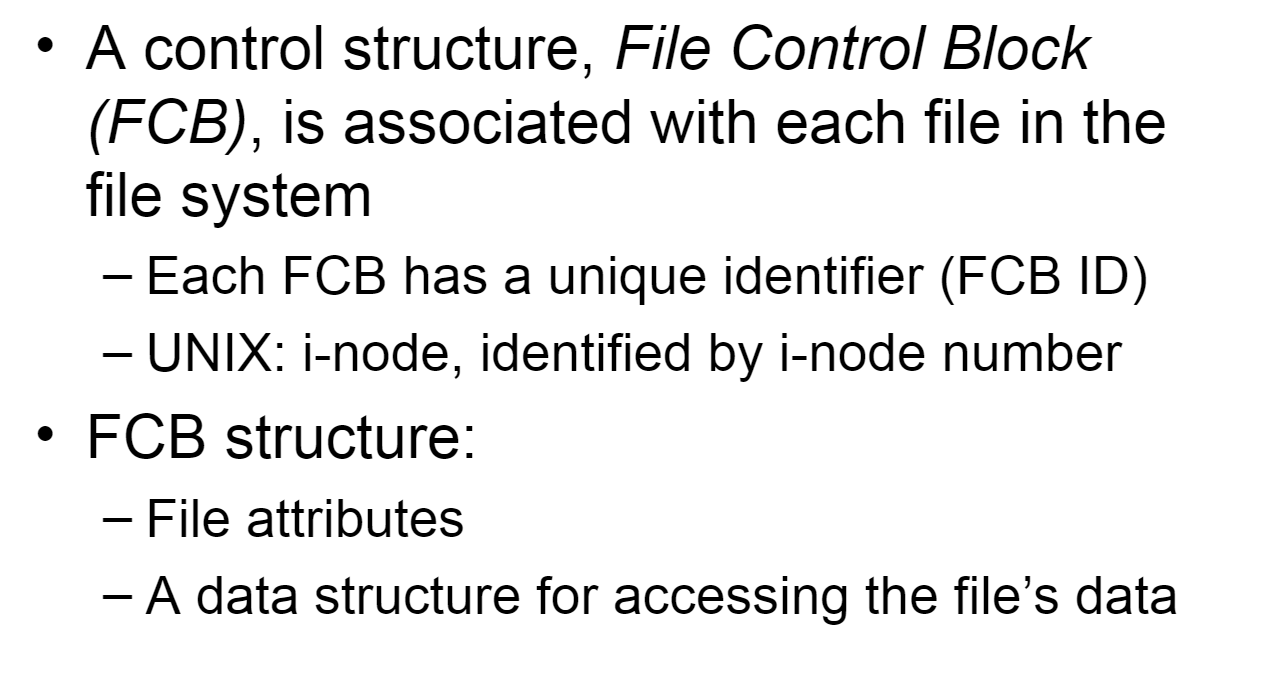 • A control structure, File Control Block
(FCB), is associated with each file in the
file system
– Each FCB has a unique identifier (FCB ID)
– UNIX: i-node, identified by i-node number
• FCB structure:
– File attributes
– A data structure for accessing the file’s data